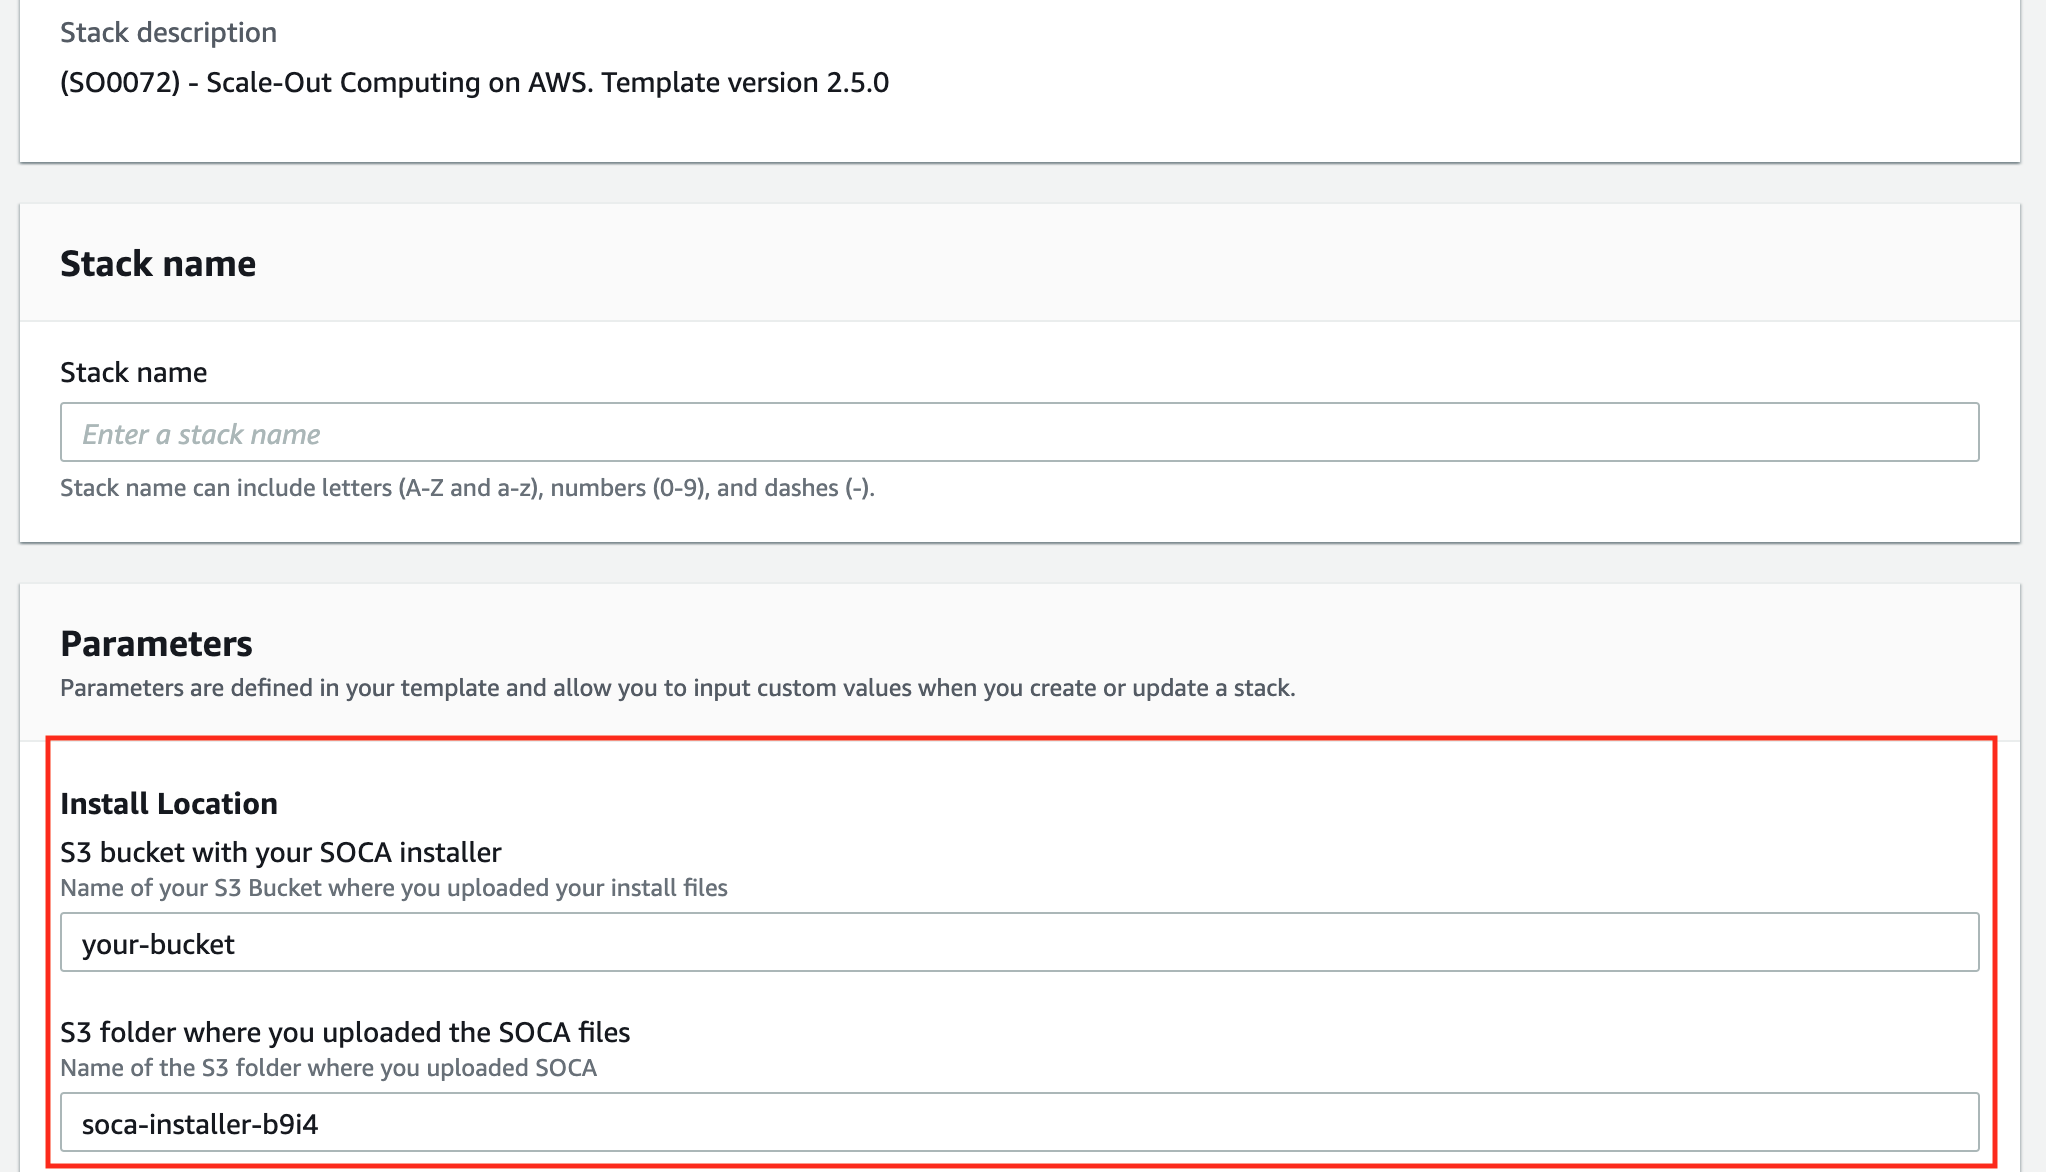 Stack description
(SO0072) - Scale-Out Computing on AWS. Template version 2.5.0
Stack name
Stack name
Enter a stack name
Stack name can include letters (A-Z and a-z), numbers (0-9), and dashes (-).
Parameters
Parameters are defined in your template and allow you to input custom values when you create or update a stack.
Install Location
S3 bucket with your SOCA installer
Name of your S3 Bucket where you uploaded your install files
your-bucket
S3 folder where you uploaded the SOCA files
Name of the S3 folder where you uploaded SOCA
soca-installer-b9i4